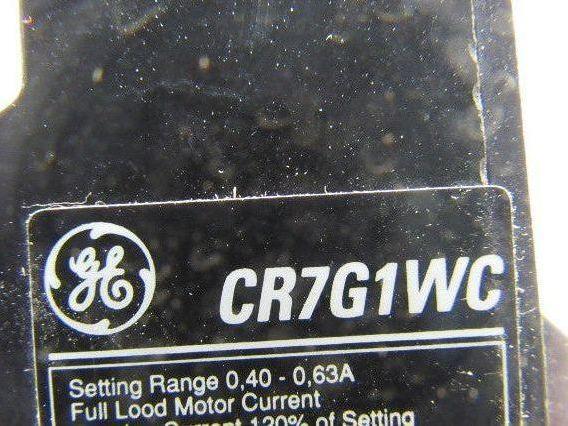 GE
CR7G1WC
Setting Range 0,40 - 0,63A
Full Lood Motor Current
Current 120% of Setting